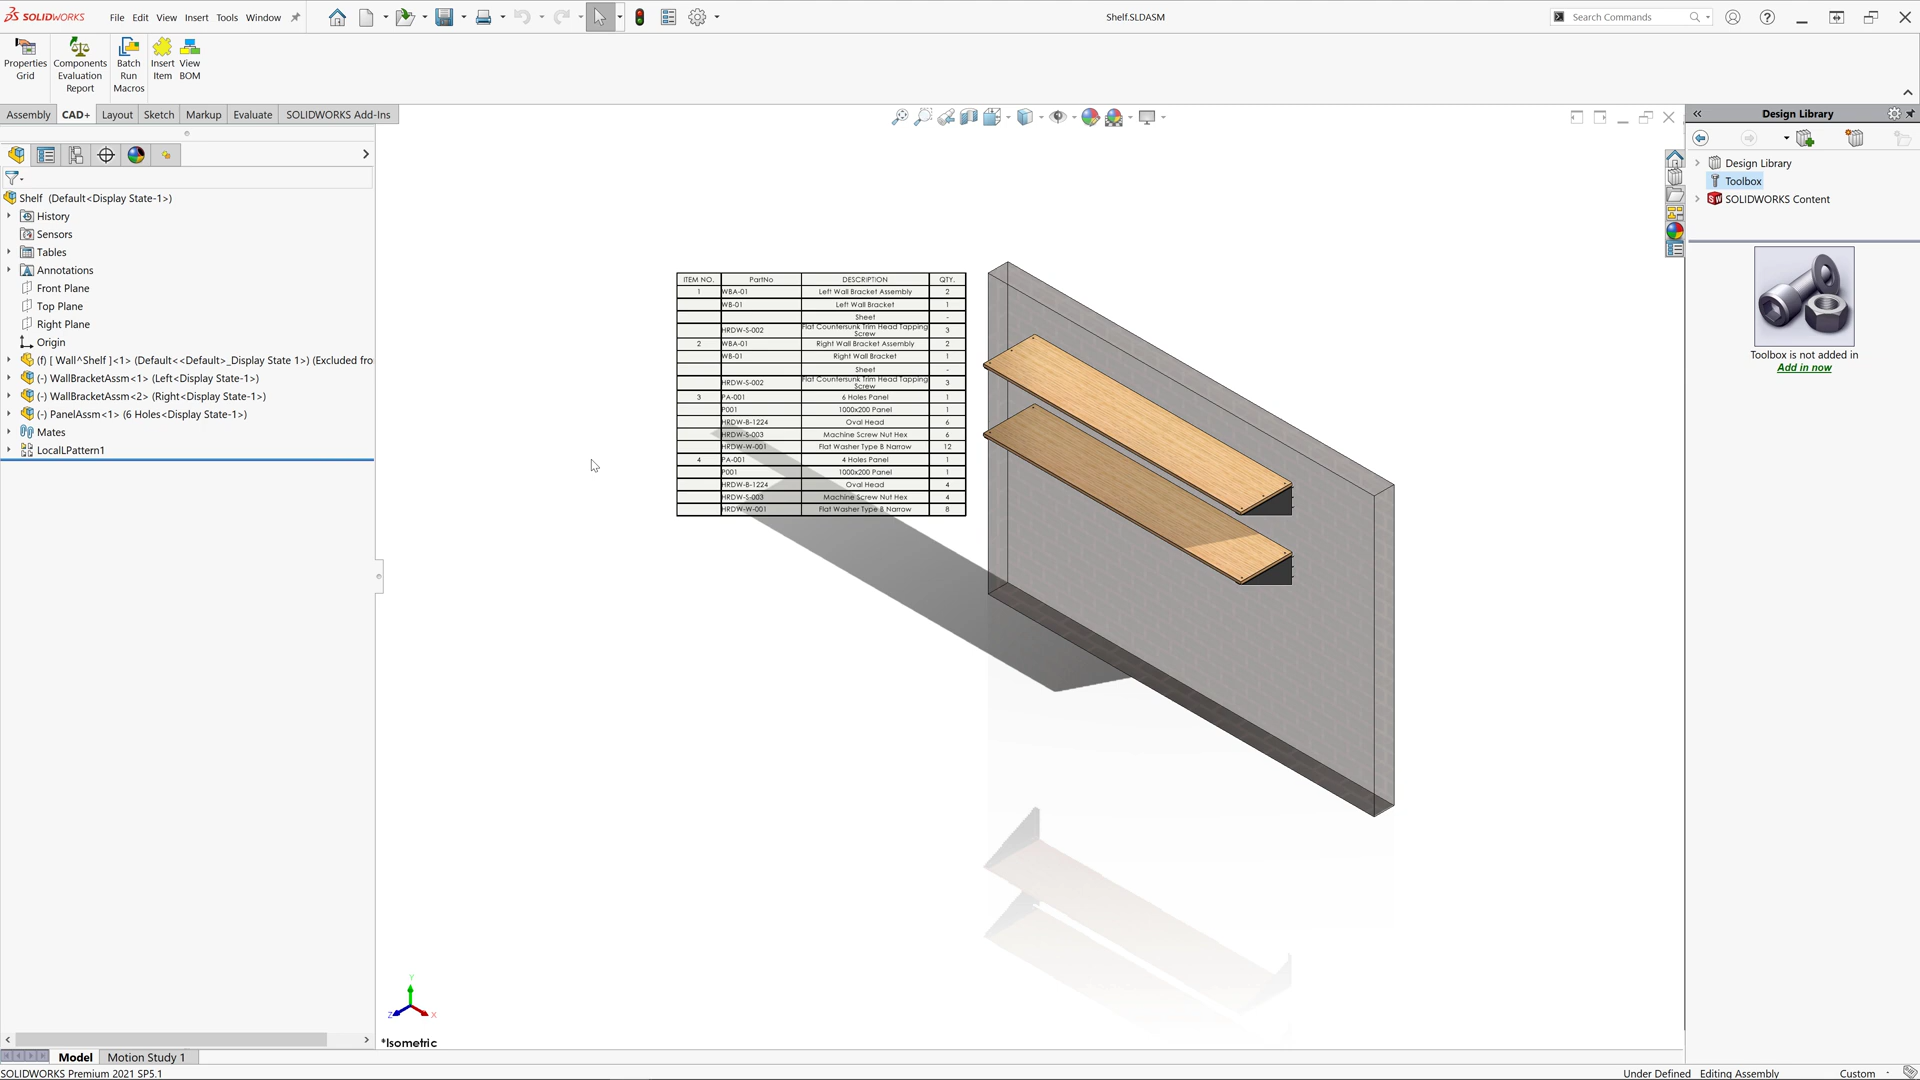 SOLIDWORKS File Edit View Insert Tools Window Shelf.SLDASM Search Commands
Properties Grid
Components Evaluation Report
Batch Run Macros
Insert Item
View BOM
Assembly CAD+ Layout Sketch Markup Evaluate SOLIDWORKS Add-Ins
Shelf (Default<Display State-1>)
History
Sensors
Tables
Annotations
Front Plane
Top Plane
Right Plane
Origin
(f) [ Wall^Shelf ]<1> (Default<<Default>_Display State 1>) (Excluded fro
(-) WallBracketAssm<1> (Left<Display State-1>)
(-) WallBracketAssm<2> (Right<Display State-1>)
(-) PanelAssm<1> (6 Holes<Display State-1>)
Mates
LocalLPattern1
ITEM NO. PartNo DESCRIPTION QTY.
1 WBA-01 Left Wall Bracket Assembly 2
WB-01 Left Wall Bracket 1
Sheet -
HRDW-S-002 Flat Countersunk Trim Head Tapping Screw 3
2 WBA-01 Right Wall Bracket Assembly 2
WB-01 Right Wall Bracket 1
Sheet -
HRDW-S-002 Flat Countersunk Trim Head Tapping Screw 3
3 PA-001 6 Holes Panel 1
P001 1000x200 Panel 1
HRDW-B-1224 Oval Head 6
HRDW-S-003 Machine Screw Nut Hex 6
HRDW-W-001 Flat Washer Type B Narrow 12
4 PA-001 4 Holes Panel 1
P001 1000x200 Panel 1
HRDW-B-1224 Oval Head 4
HRDW-S-003 Machine Screw Nut Hex 4
HRDW-W-001 Flat Washer Type B Narrow 8
Y
Z X
*Isometric
Design Library
Design Library
Toolbox
SOLIDWORKS Content
Toolbox is not added in
Add in now
Model Motion Study 1
SOLIDWORKS Premium 2021 SP5.1 Under Defined Editing Assembly Custom